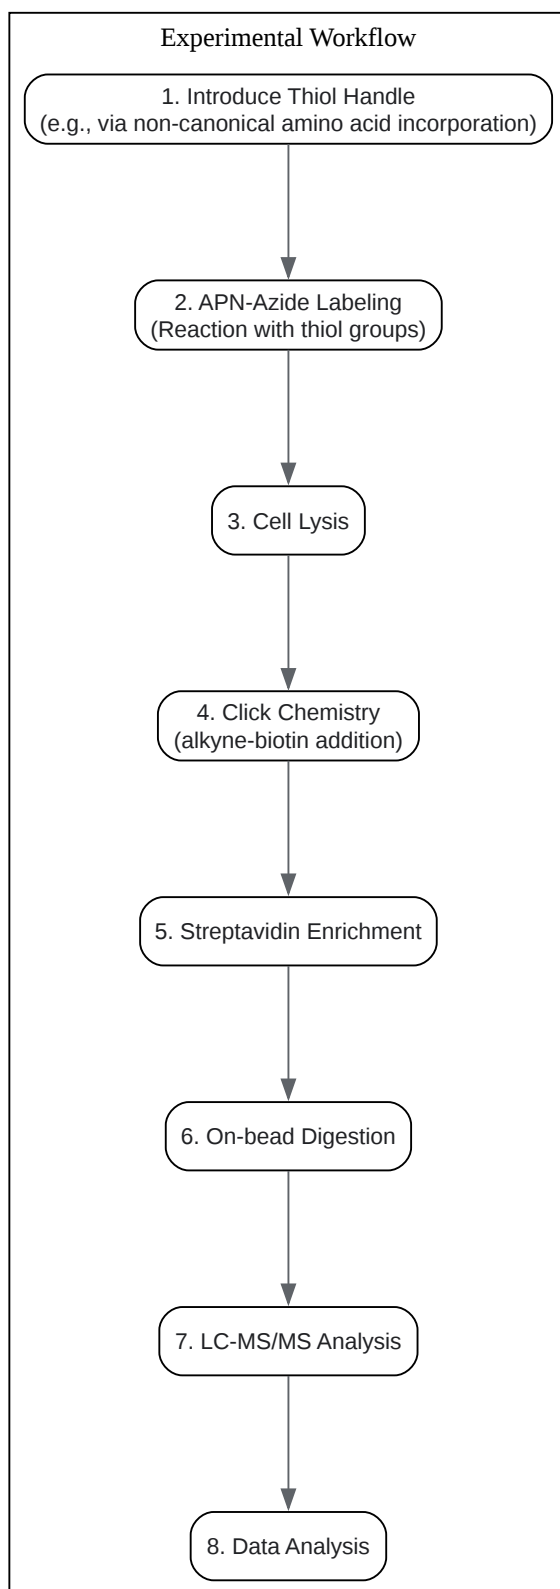 Experimental Workflow
1. Introduce Thiol Handle
(e.g., via non-canonical amino acid incorporation)
2. APN-Azide Labeling
(Reaction with thiol groups)
3. Cell Lysis
4. Click Chemistry
(alkyne-biotin addition)
5. Streptavidin Enrichment
6. On-bead Digestion
7. LC-MS/MS Analysis
8. Data Analysis